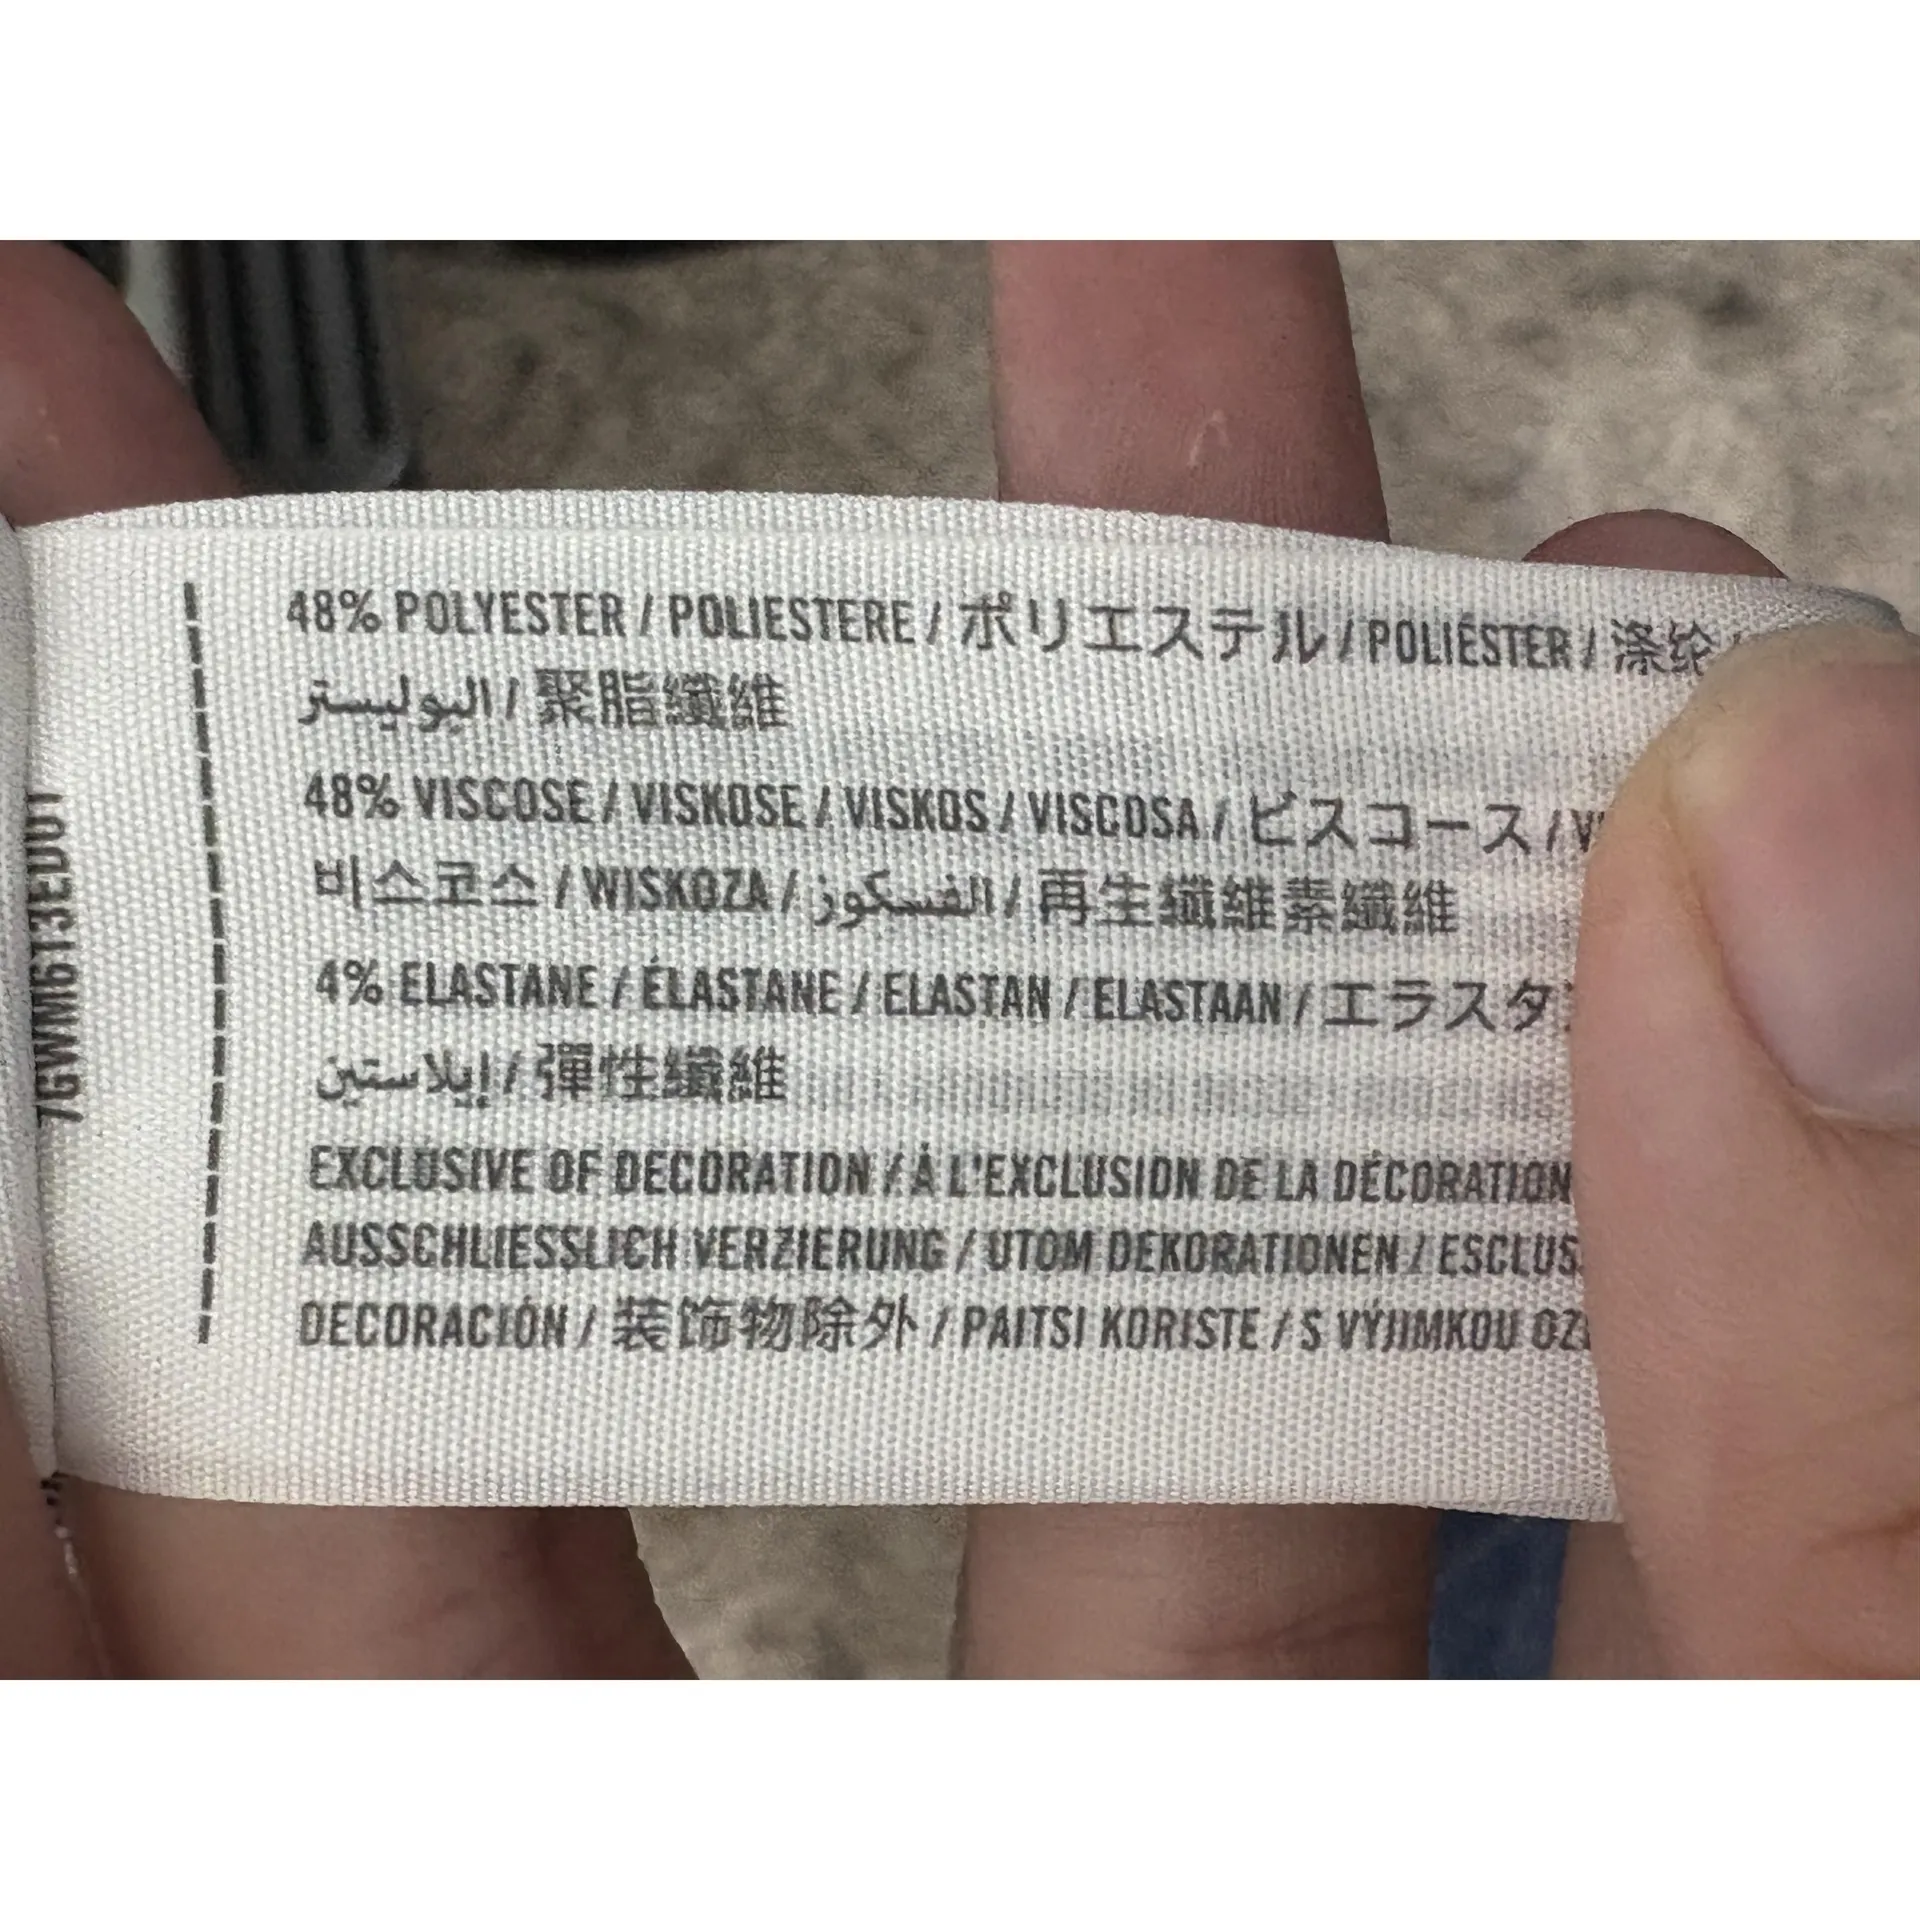 48% POLYESTER / POLIESTERE / ポリエステル / POLIÉSTER / 涤纶 /
البوليستر / 聚脂纖維
48% VISCOSE / VISKOSE / VISKOS / VISCOSA / ビスコース /
비스코스 / WISKOZA / الفسكوز / 再生纖維素纖維
4% ELASTANE / ÉLASTANE / ELASTAN / ELASTAAN /
إيلاستين / 彈性纖維
EXCLUSIVE OF DECORATION / À L'EXCLUSION DE LA DÉCORATION
AUSSCHLIESSLICH VERZIERUNG / UTOM DEKORATIONEN /
DECORACIÓN / 装饰物除外 / PAITSI KORISTE / S VÝJIMKOU